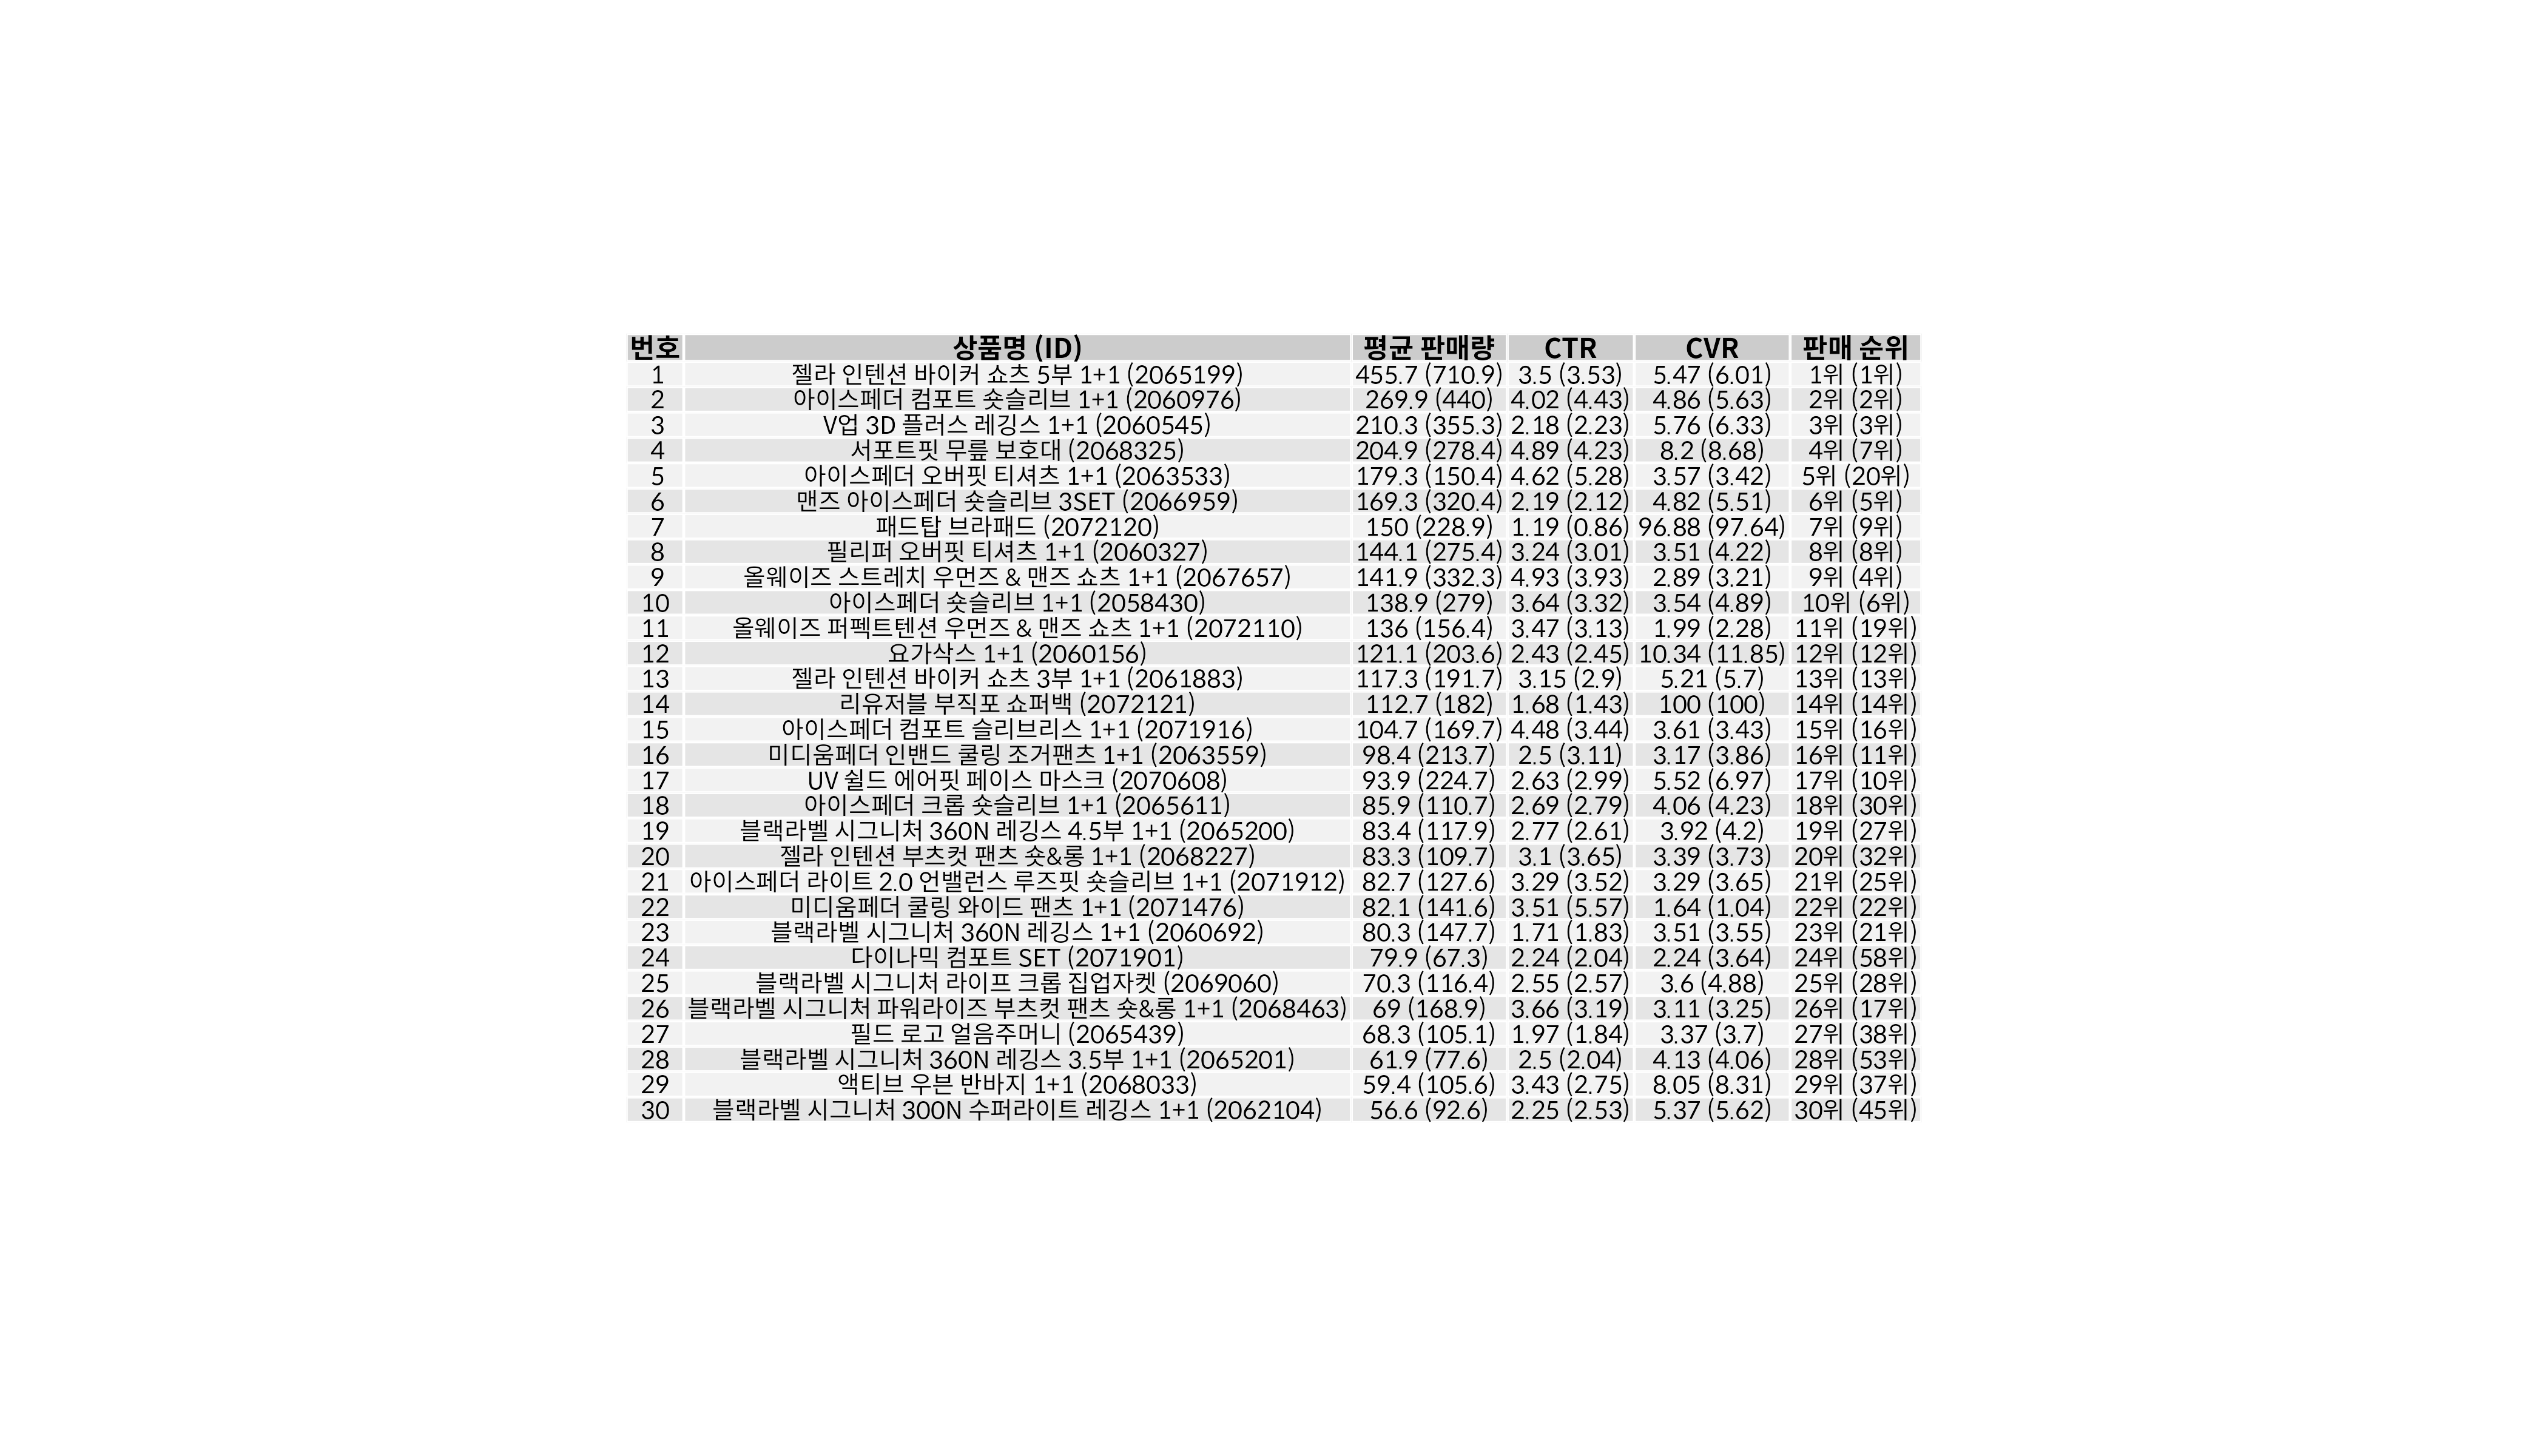 번호 상품명 (ID) 평균 판매량 CTR CVR 판매 순위
1 젤라 인텐션 바이커 쇼츠 5부 1+1 (2065199) 455.7 (710.9) 3.5 (3.53) 5.47 (6.01) 1위 (1위)
2 아이스페더 컴포트 숏슬리브 1+1 (2060976) 269.9 (440) 4.02 (4.43) 4.86 (5.63) 2위 (2위)
3 V업 3D 플러스 레깅스 1+1 (2060545) 210.3 (355.3) 2.18 (2.23) 5.76 (6.33) 3위 (3위)
4 서포트핏 무릎 보호대 (2068325) 204.9 (278.4) 4.89 (4.23) 8.2 (8.68) 4위 (7위)
5 아이스페더 오버핏 티셔츠 1+1 (2063533) 179.3 (150.4) 4.62 (5.28) 3.57 (3.42) 5위 (20위)
6 맨즈 아이스페더 숏슬리브 3SET (2066959) 169.3 (320.4) 2.19 (2.12) 4.82 (5.51) 6위 (5위)
7 패드탑 브라패드 (2072120) 150 (228.9) 1.19 (0.86) 96.88 (97.64) 7위 (9위)
8 필리퍼 오버핏 티셔츠 1+1 (2060327) 144.1 (275.4) 3.24 (3.01) 3.51 (4.22) 8위 (8위)
9 올웨이즈 스트레치 우먼즈 & 맨즈 쇼츠 1+1 (2067657) 141.9 (332.3) 4.93 (3.93) 2.89 (3.21) 9위 (4위)
10 아이스페더 숏슬리브 1+1 (2058430) 138.9 (279) 3.64 (3.32) 3.54 (4.89) 10위 (6위)
11 올웨이즈 퍼펙트텐션 우먼즈 & 맨즈 쇼츠 1+1 (2072110) 136 (156.4) 3.47 (3.13) 1.99 (2.28) 11위 (19위)
12 요가삭스 1+1 (2060156) 121.1 (203.6) 2.43 (2.45) 10.34 (11.85) 12위 (12위)
13 젤라 인텐션 바이커 쇼츠 3부 1+1 (2061883) 117.3 (191.7) 3.15 (2.9) 5.21 (5.7) 13위 (13위)
14 리유저블 부직포 쇼퍼백 (2072121) 112.7 (182) 1.68 (1.43) 100 (100) 14위 (14위)
15 아이스페더 컴포트 슬리브리스 1+1 (2071916) 104.7 (169.7) 4.48 (3.44) 3.61 (3.43) 15위 (16위)
16 미디움페더 인밴드 쿨링 조거팬츠 1+1 (2063559) 98.4 (213.7) 2.5 (3.11) 3.17 (3.86) 16위 (11위)
17 UV 쉴드 에어핏 페이스 마스크 (2070608) 93.9 (224.7) 2.63 (2.99) 5.52 (6.97) 17위 (10위)
18 아이스페더 크롭 숏슬리브 1+1 (2065611) 85.9 (110.7) 2.69 (2.79) 4.06 (4.23) 18위 (30위)
19 블랙라벨 시그니처 360N 레깅스 4.5부 1+1 (2065200) 83.4 (117.9) 2.77 (2.61) 3.92 (4.2) 19위 (27위)
20 젤라 인텐션 부츠컷 팬츠 숏&롱 1+1 (2068227) 83.3 (109.7) 3.1 (3.65) 3.39 (3.73) 20위 (32위)
21 아이스페더 라이트 2.0 언밸런스 루즈핏 숏슬리브 1+1 (2071912) 82.7 (127.6) 3.29 (3.52) 3.29 (3.65) 21위 (25위)
22 미디움페더 쿨링 와이드 팬츠 1+1 (2071476) 82.1 (141.6) 3.51 (5.57) 1.64 (1.04) 22위 (22위)
23 블랙라벨 시그니처 360N 레깅스 1+1 (2060692) 80.3 (147.7) 1.71 (1.83) 3.51 (3.55) 23위 (21위)
24 다이나믹 컴포트 SET (2071901) 79.9 (67.3) 2.24 (2.04) 2.24 (3.64) 24위 (58위)
25 블랙라벨 시그니처 라이프 크롭 집업자켓 (2069060) 70.3 (116.4) 2.55 (2.57) 3.6 (4.88) 25위 (28위)
26 블랙라벨 시그니처 파워라이즈 부츠컷 팬츠 숏&롱 1+1 (2068463) 69 (168.9) 3.66 (3.19) 3.11 (3.25) 26위 (17위)
27 필드 로고 얼음주머니 (2065439) 68.3 (105.1) 1.97 (1.84) 3.37 (3.7) 27위 (38위)
28 블랙라벨 시그니처 360N 레깅스 3.5부 1+1 (2065201) 61.9 (77.6) 2.5 (2.04) 4.13 (4.06) 28위 (53위)
29 액티브 우븐 반바지 1+1 (2068033) 59.4 (105.6) 3.43 (2.75) 8.05 (8.31) 29위 (37위)
30 블랙라벨 시그니처 300N 수퍼라이트 레깅스 1+1 (2062104) 56.6 (92.6) 2.25 (2.53) 5.37 (5.62) 30위 (45위)